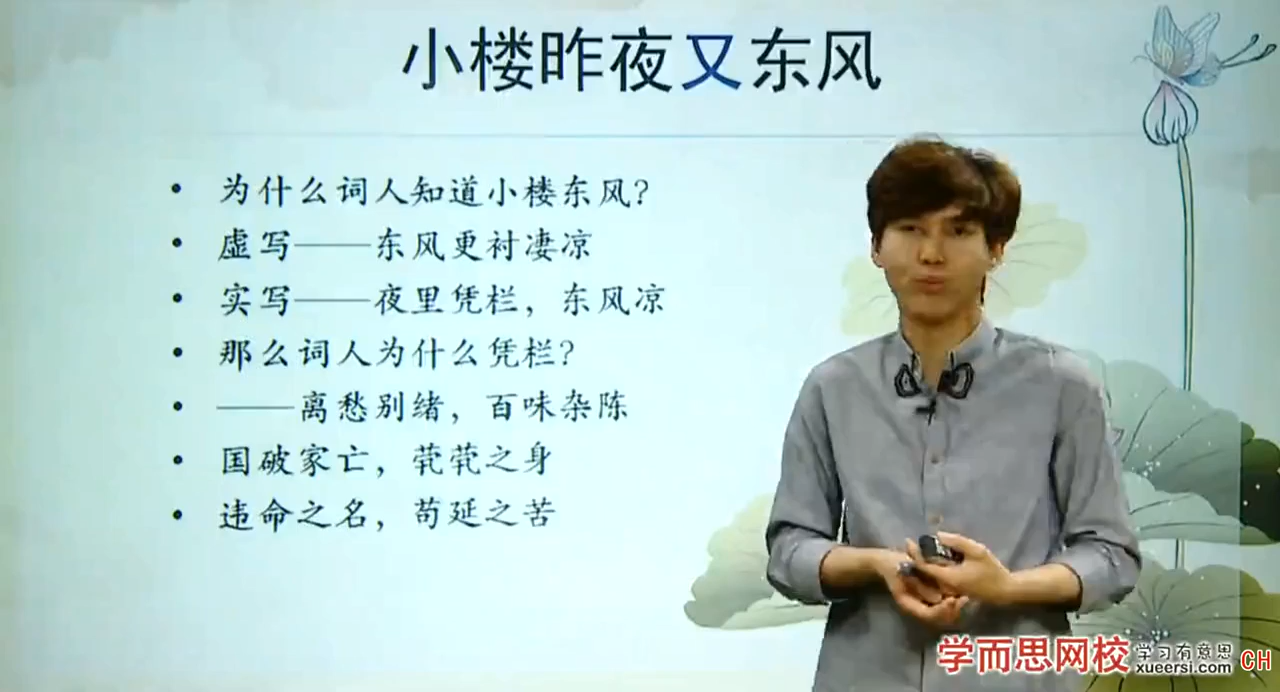 小楼昨夜又东风
• 为什么词人知道小楼东风?
• 虚写——东风更衬凄凉
• 实写——夜里凭栏，东风凉
• 那么词人为什么凭栏?
• ——离愁别绪，百味杂陈
• 国破家亡，茕茕之身
• 违命之名，苟延之苦
学而思网校 学习有意思
xueersi.com CH